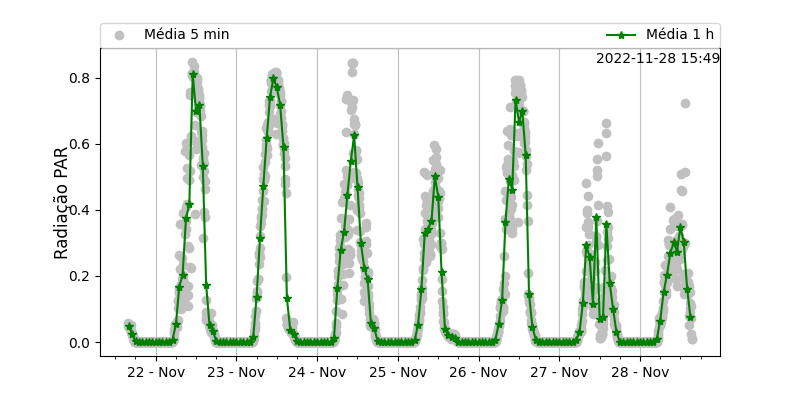 Média 5 min
Média 1 h
2022-11-28 15:49
Radiação PAR
0.8
0.6
0.4
0.2
0.0
22 - Nov
23 - Nov
24 - Nov
25 - Nov
26 - Nov
27 - Nov
28 - Nov